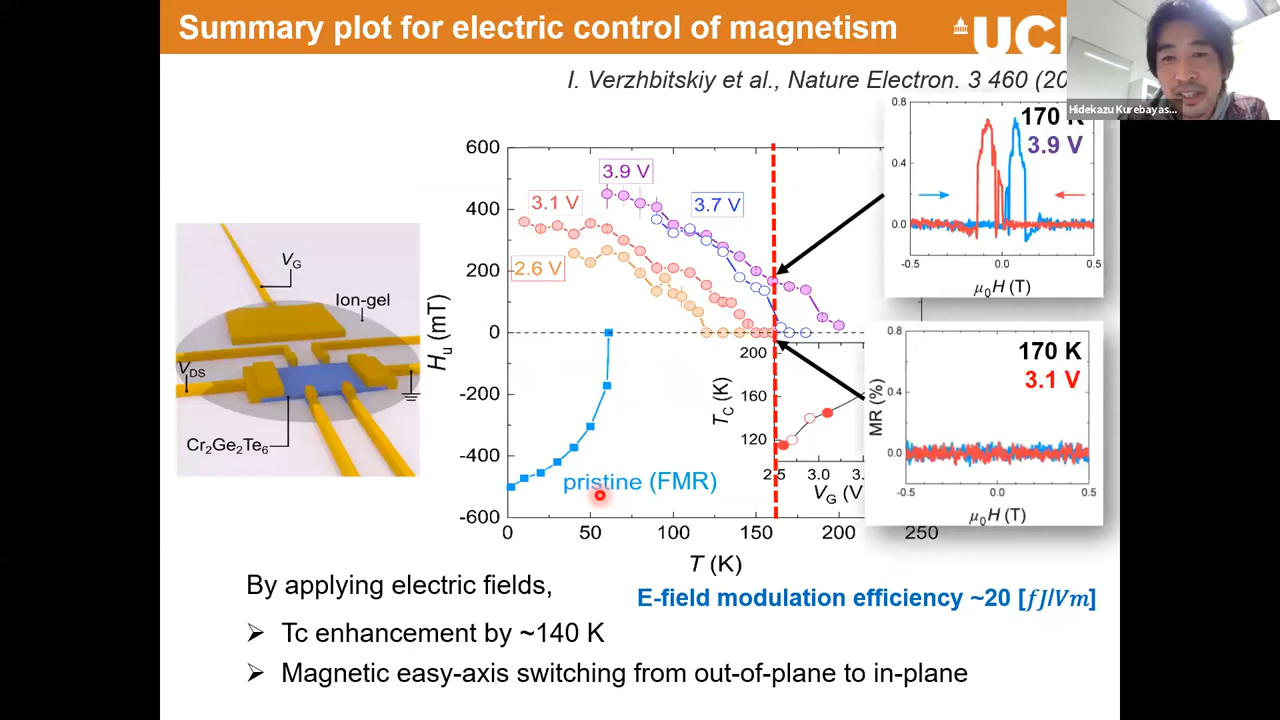 Summary plot for electric control of magnetism
UCL
Hidekazu Kurebayas...
I. Verzhbitskiy et al., Nature Electron. 3 460 (20
V_G
Ion-gel
V_DS
Cr₂Ge₂Te₆
H_u (mT)
600
400
200
0
-200
-400
-600
0
50
100
150
200
250
T (K)
3.9 V
3.7 V
3.1 V
2.6 V
pristine (FMR)
T_C (K)
200
160
120
2.5
3.0
3.
V_G (V
170 K
3.9 V
0.8
0.4
0.0
-0.5
0.0
0.5
μ₀H (T)
170 K
3.1 V
MR (%)
0.8
0.4
0.0
-0.5
0.0
0.5
μ₀H (T)
By applying electric fields,
E-field modulation efficiency ~20 [fJ/Vm]
➢ Tc enhancement by ~140 K
➢ Magnetic easy-axis switching from out-of-plane to in-plane